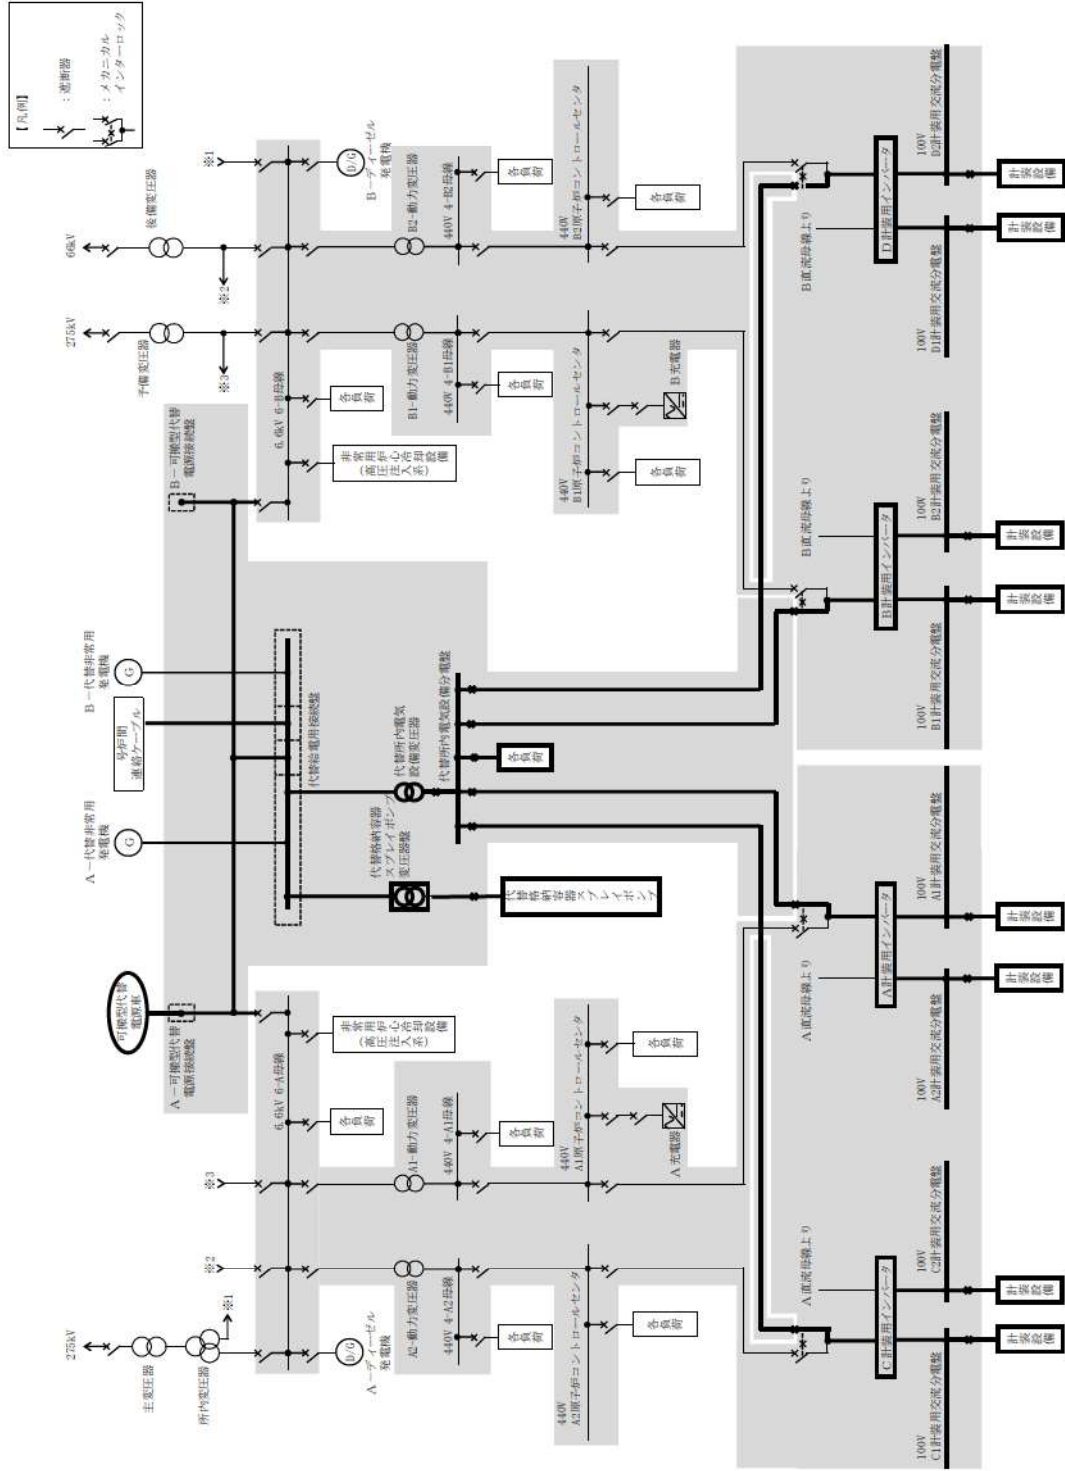 【凡例】
：遮断器
：メカニカル
インターロック
275kV
主変圧器
所内変圧器
※1
※2
※3
275kV
予備変圧器
※3
66kV
後備変圧器
※2
※1
可搬型代替
電源車
A－可搬型代替
電源接続盤
A－代替非常用
発電機
G
号炉間
連絡ケーブル
B－代替非常用
発電機
G
B－可搬型代替
電源接続盤
代替給電用接続盤
6.6kV 6-A母線
D/G
A－ディーゼル
発電機
各負荷
非常用炉心冷却設備
（高圧注入系）
6.6kV 6-B母線
非常用炉心冷却設備
（高圧注入系）
各負荷
D/G
B－ディーゼル
発電機
A2-動力変圧器
440V 4-A2母線
各負荷
A1-動力変圧器
440V 4-A1母線
各負荷
代替格納容器
スプレイポンプ
変圧器盤
代替格納容器スプレイポンプ
代替所内電気
設備変圧器
代替所内電気設備分電盤
各負荷
B1-動力変圧器
440V 4-B1母線
各負荷
B2-動力変圧器
440V 4-B2母線
各負荷
440V
A2原子炉コントロールセンタ
各負荷
440V
A1原子炉コントロールセンタ
A充電器
各負荷
440V
B1原子炉コントロールセンタ
各負荷
B充電器
440V
B2原子炉コントロールセンタ
各負荷
A直流母線より
C計装用インバータ
100V
C1計装用交流分電盤
100V
C2計装用交流分電盤
計装設備
計装設備
A直流母線より
A計装用インバータ
100V
A2計装用交流分電盤
100V
A1計装用交流分電盤
計装設備
計装設備
B直流母線より
B計装用インバータ
100V
B1計装用交流分電盤
100V
B2計装用交流分電盤
計装設備
計装設備
B直流母線より
D計装用インバータ
100V
D1計装用交流分電盤
100V
D2計装用交流分電盤
計装設備
計装設備